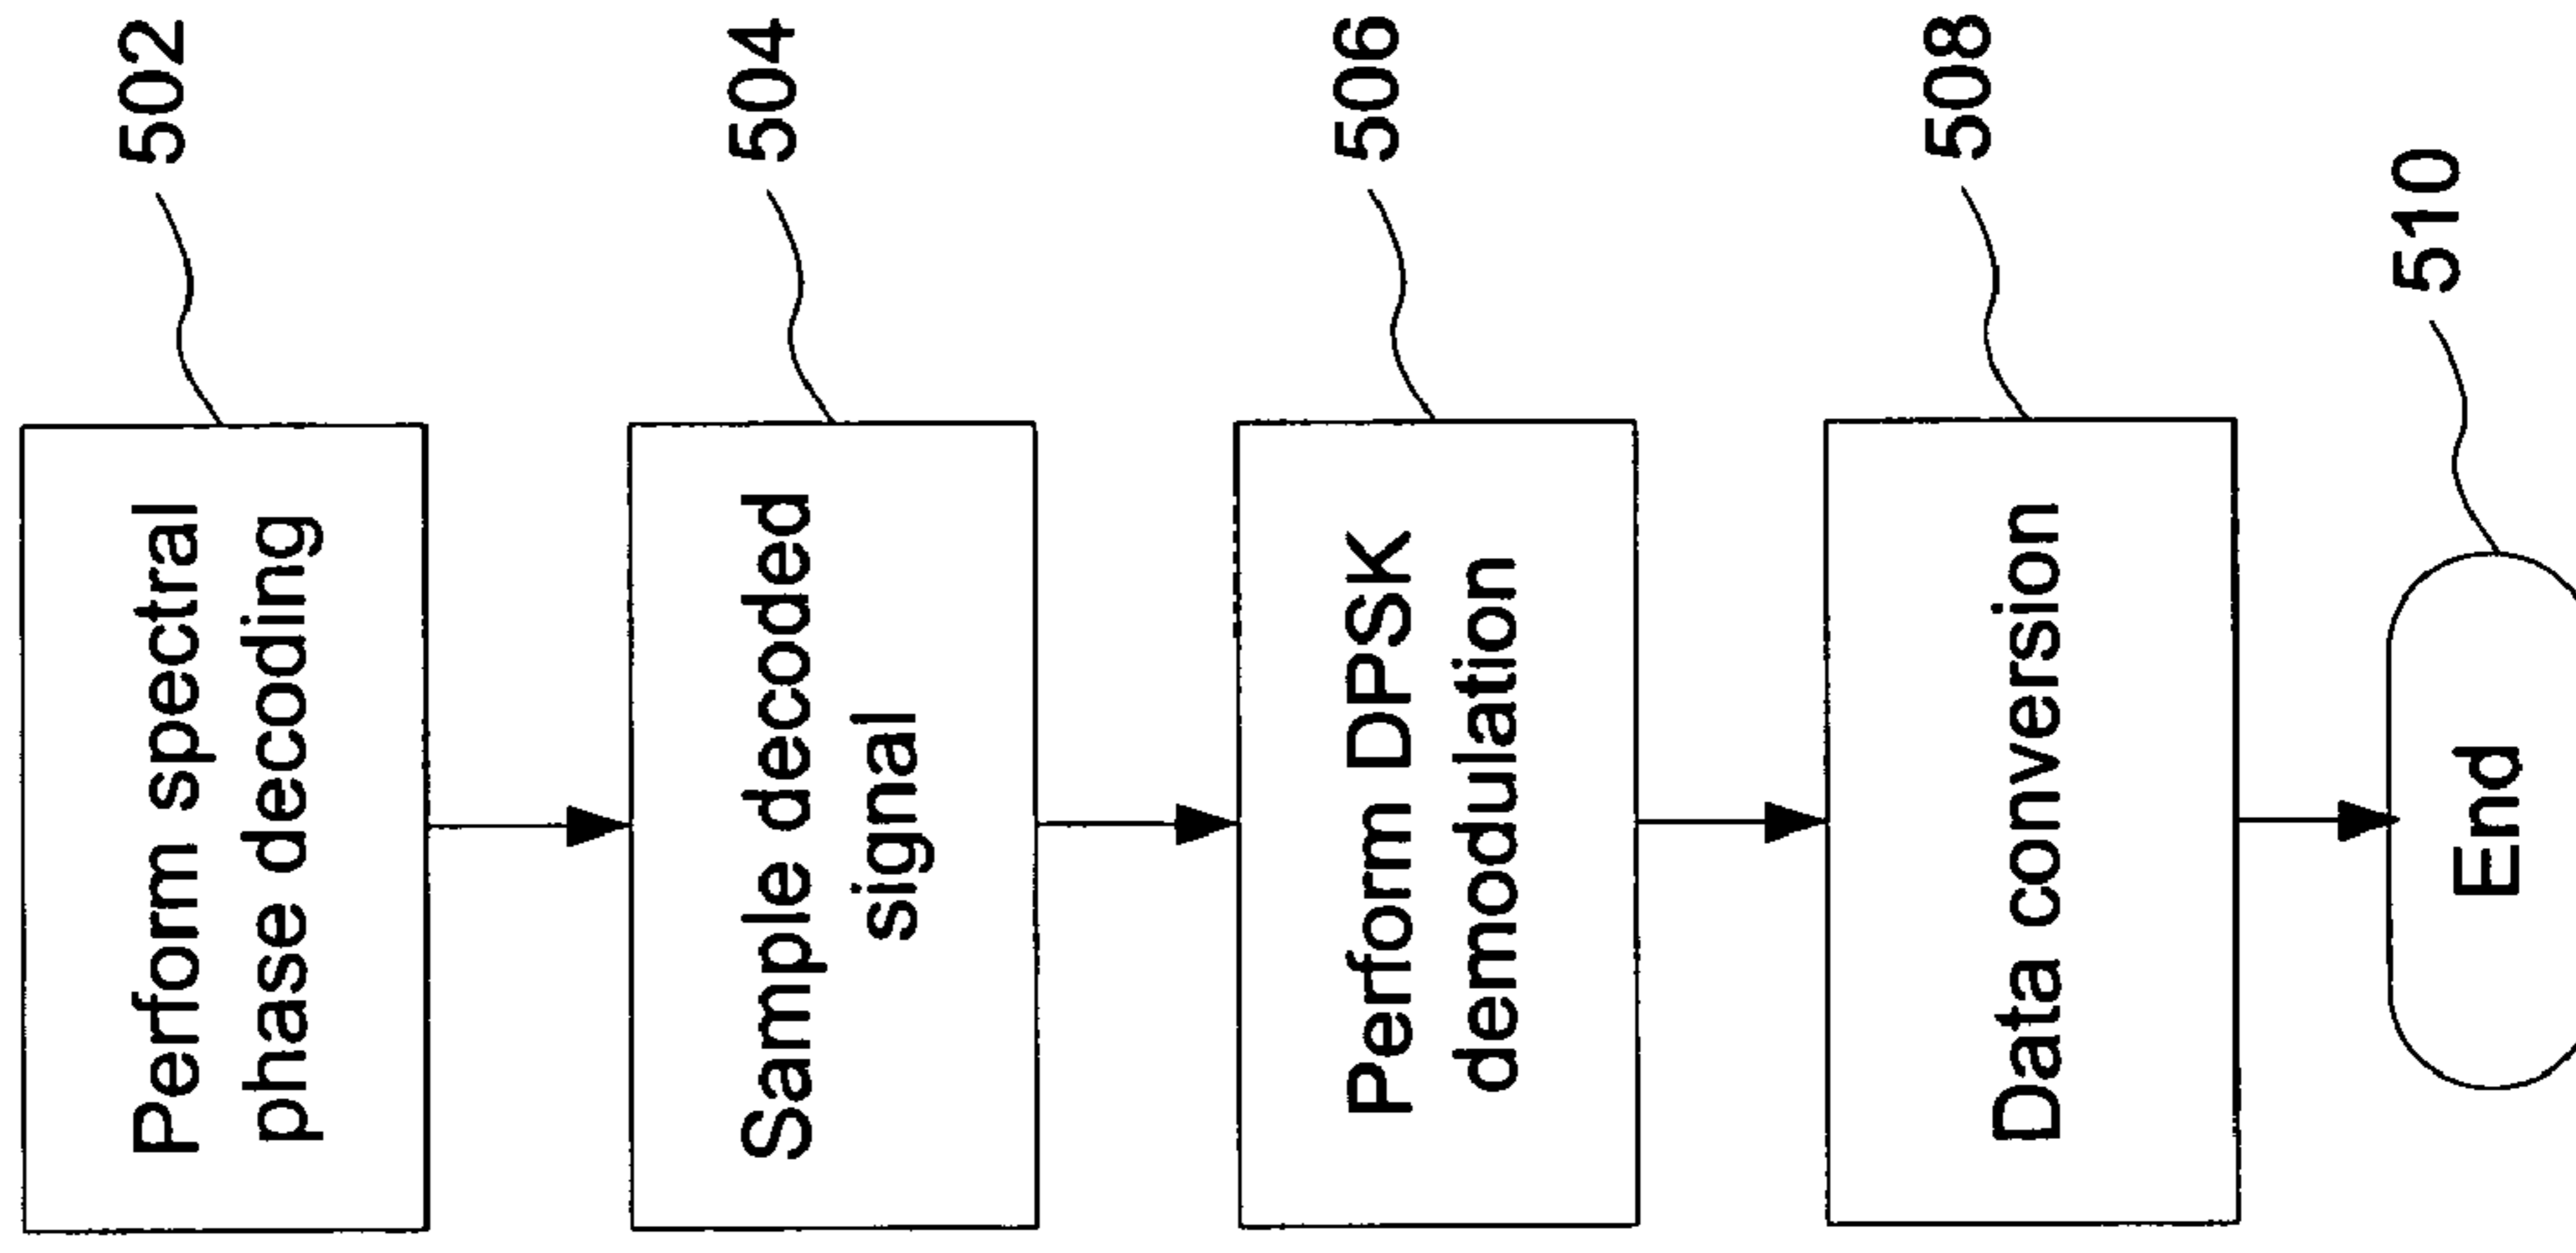 Perform spectral
phase decoding
502
Sample decoded
signal
504
Perform DPSK
demodulation
506
Data conversion
508
End
510